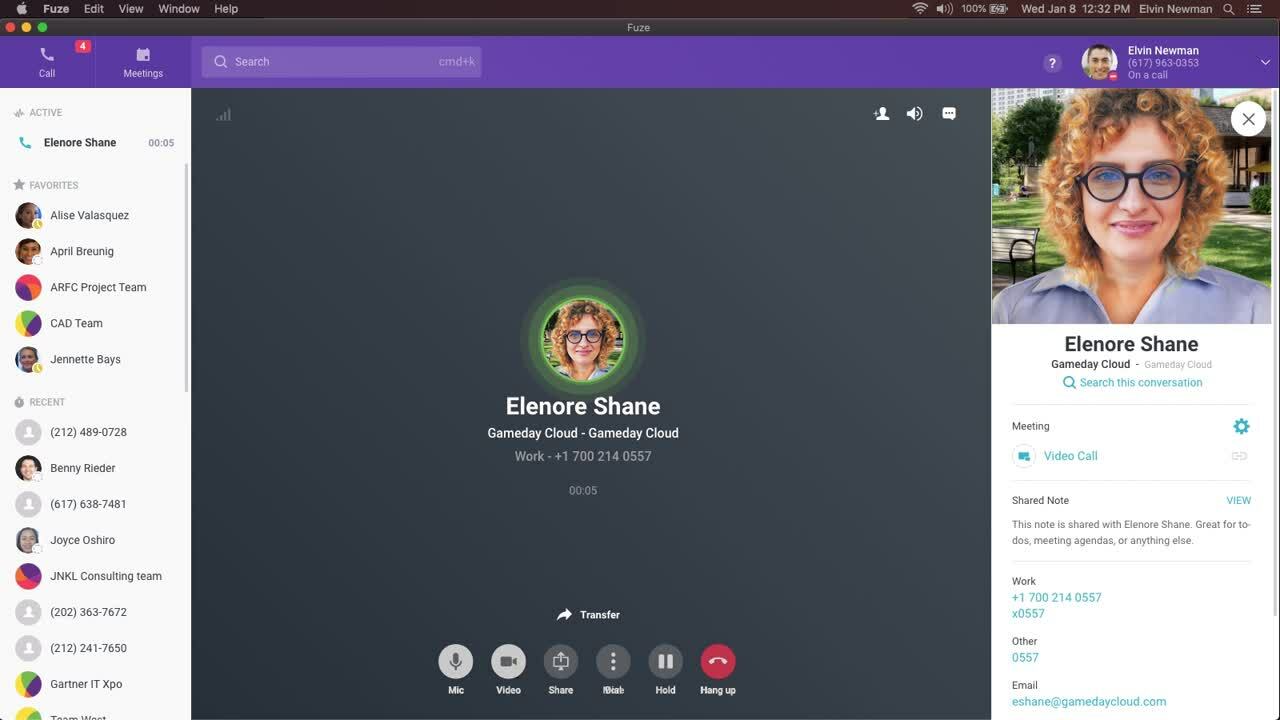 Fuze Edit View Window Help
100% Wed Jan 8 12:32 PM Elvin Newman
Fuze
4
Call
Meetings
Search cmd+k
?
Elvin Newman
(617) 963-0353
On a call
ACTIVE
Elenore Shane 00:05
FAVORITES
Alise Valasquez
April Breunig
ARFC Project Team
CAD Team
Jennette Bays
RECENT
(212) 489-0728
Benny Rieder
(617) 638-7481
Joyce Oshiro
JNKL Consulting team
(202) 363-7672
(212) 241-7650
Gartner IT Xpo
Team West
Elenore Shane
Gameday Cloud - Gameday Cloud
Work - +1 700 214 0557
00:05
Transfer
Mic
Video
Share
Hold
Hang up
Elenore Shane
Gameday Cloud - Gameday Cloud
Search this conversation
Meeting
Video Call
Shared Note VIEW
This note is shared with Elenore Shane. Great for to-
dos, meeting agendas, or anything else.
Work
+1 700 214 0557
x0557
Other
0557
Email
eshane@gamedaycloud.com